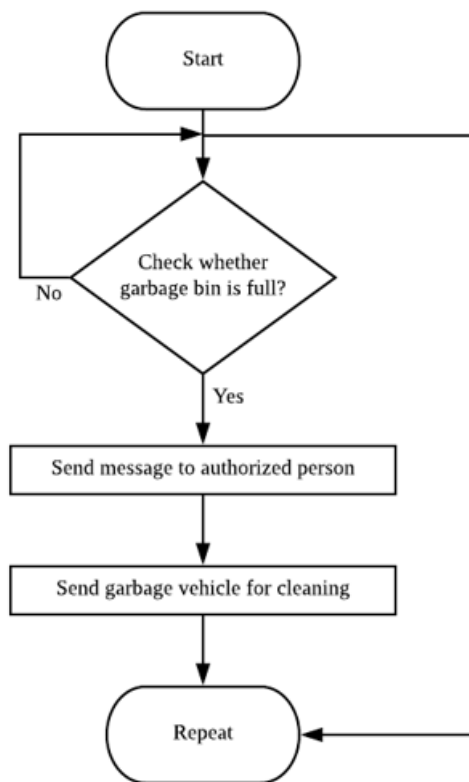 Start
Check whether
garbage bin is full?
No
Yes
Send message to authorized person
Send garbage vehicle for cleaning
Repeat